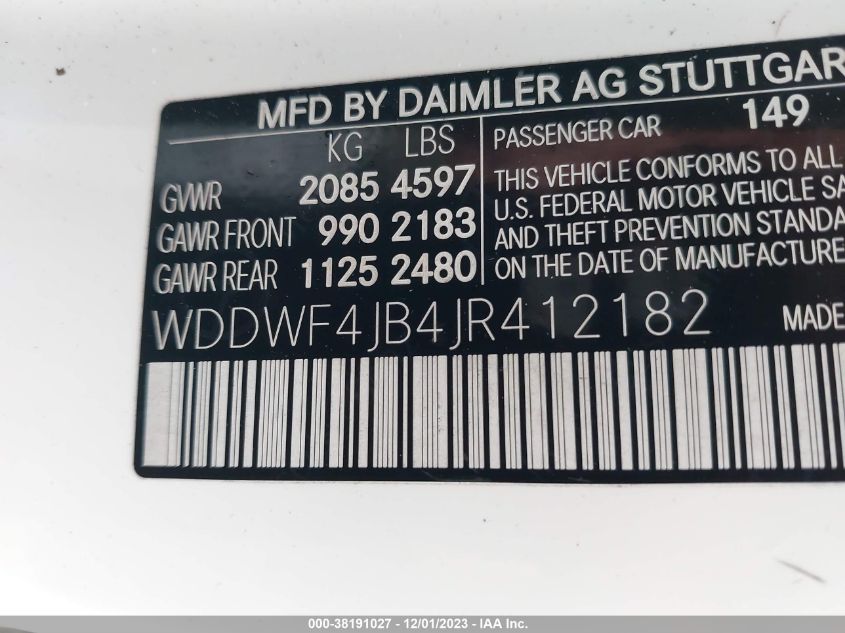 MFD BY DAIMLER AG STUTTGAR
KG LBS
GVWR 2085 4597
GAWR FRONT 990 2183
GAWR REAR 1125 2480
PASSENGER CAR 149
THIS VEHICLE CONFORMS TO ALL
U.S. FEDERAL MOTOR VEHICLE SA
AND THEFT PREVENTION STANDA
ON THE DATE OF MANUFACTURE
WDDWF4JB4JR412182 MADE
000-38191027 - 12/01/2023 - IAA Inc.